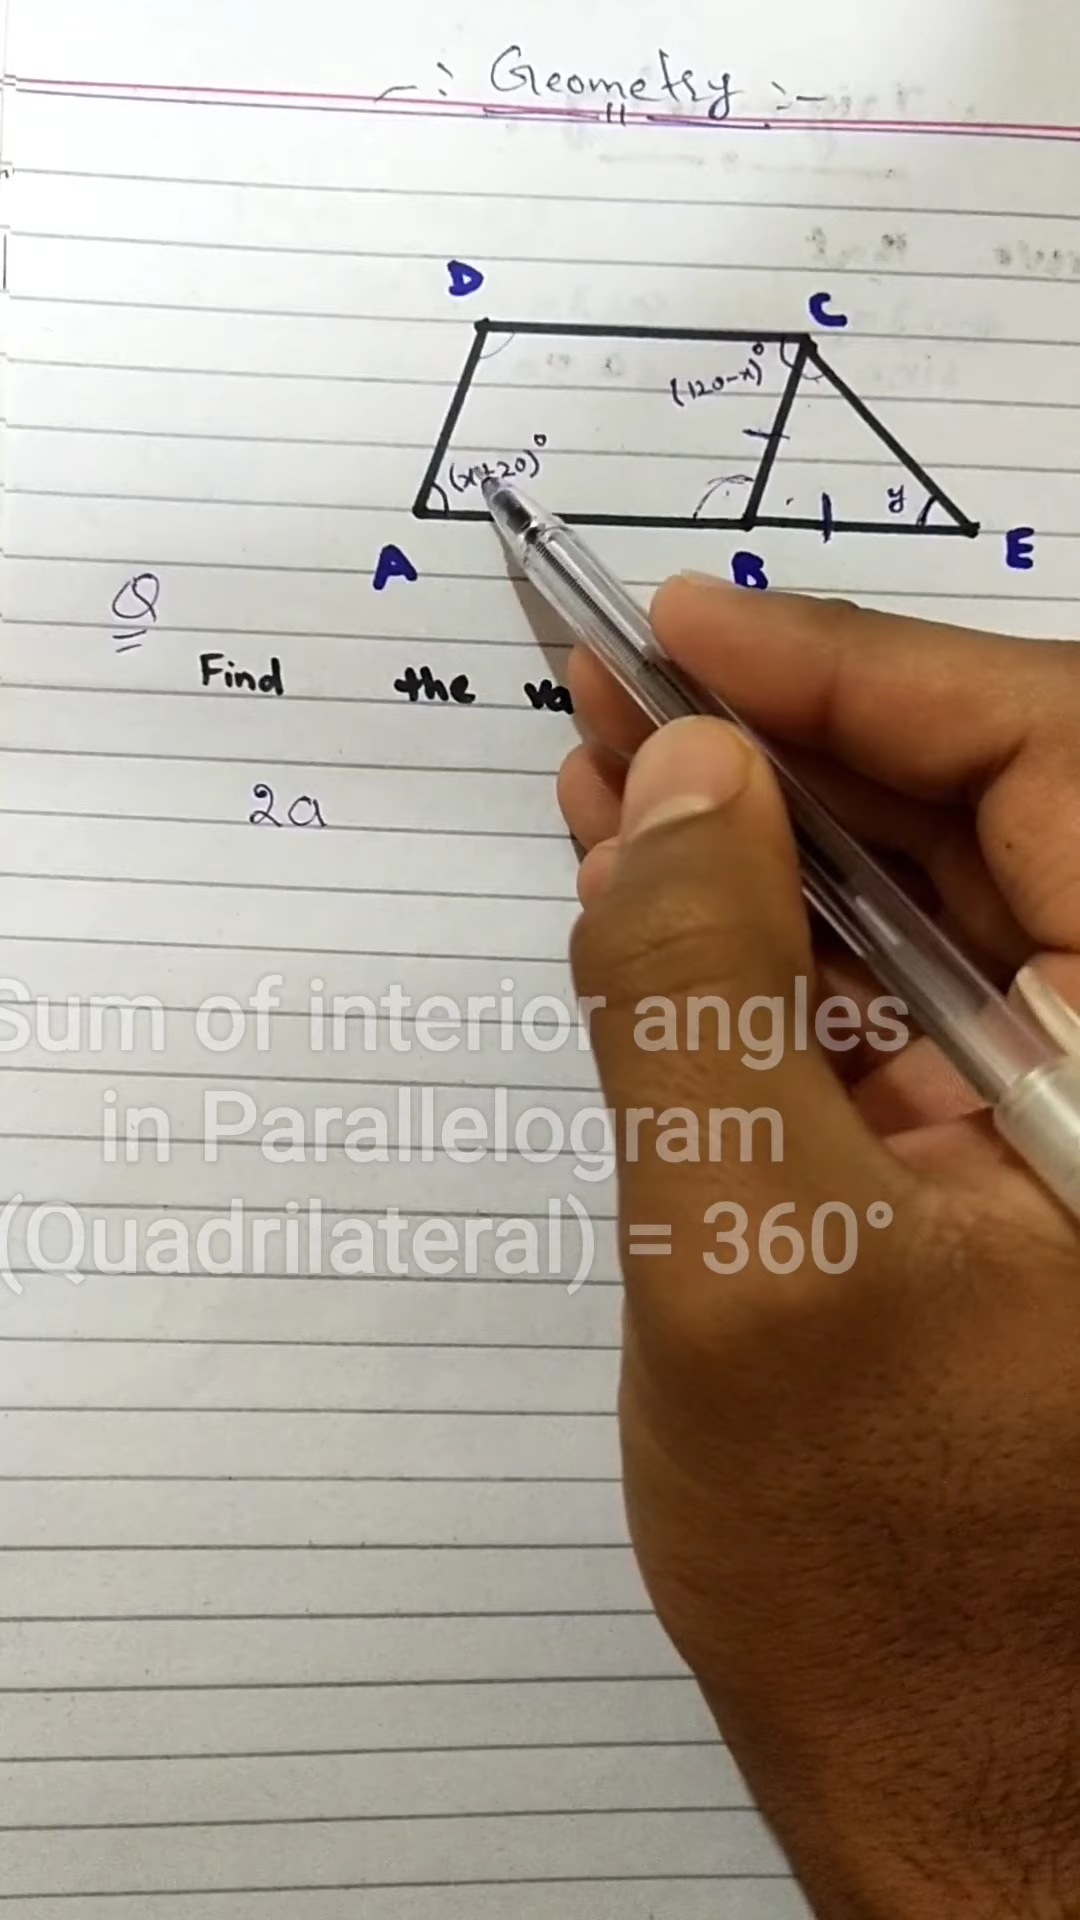 -: Geometry :-
D
C
(120-x)°
(x+20)°
y
A
B
E
Q
Find the
2a
Sum of interior angles
in Parallelogram
(Quadrilateral) = 360°